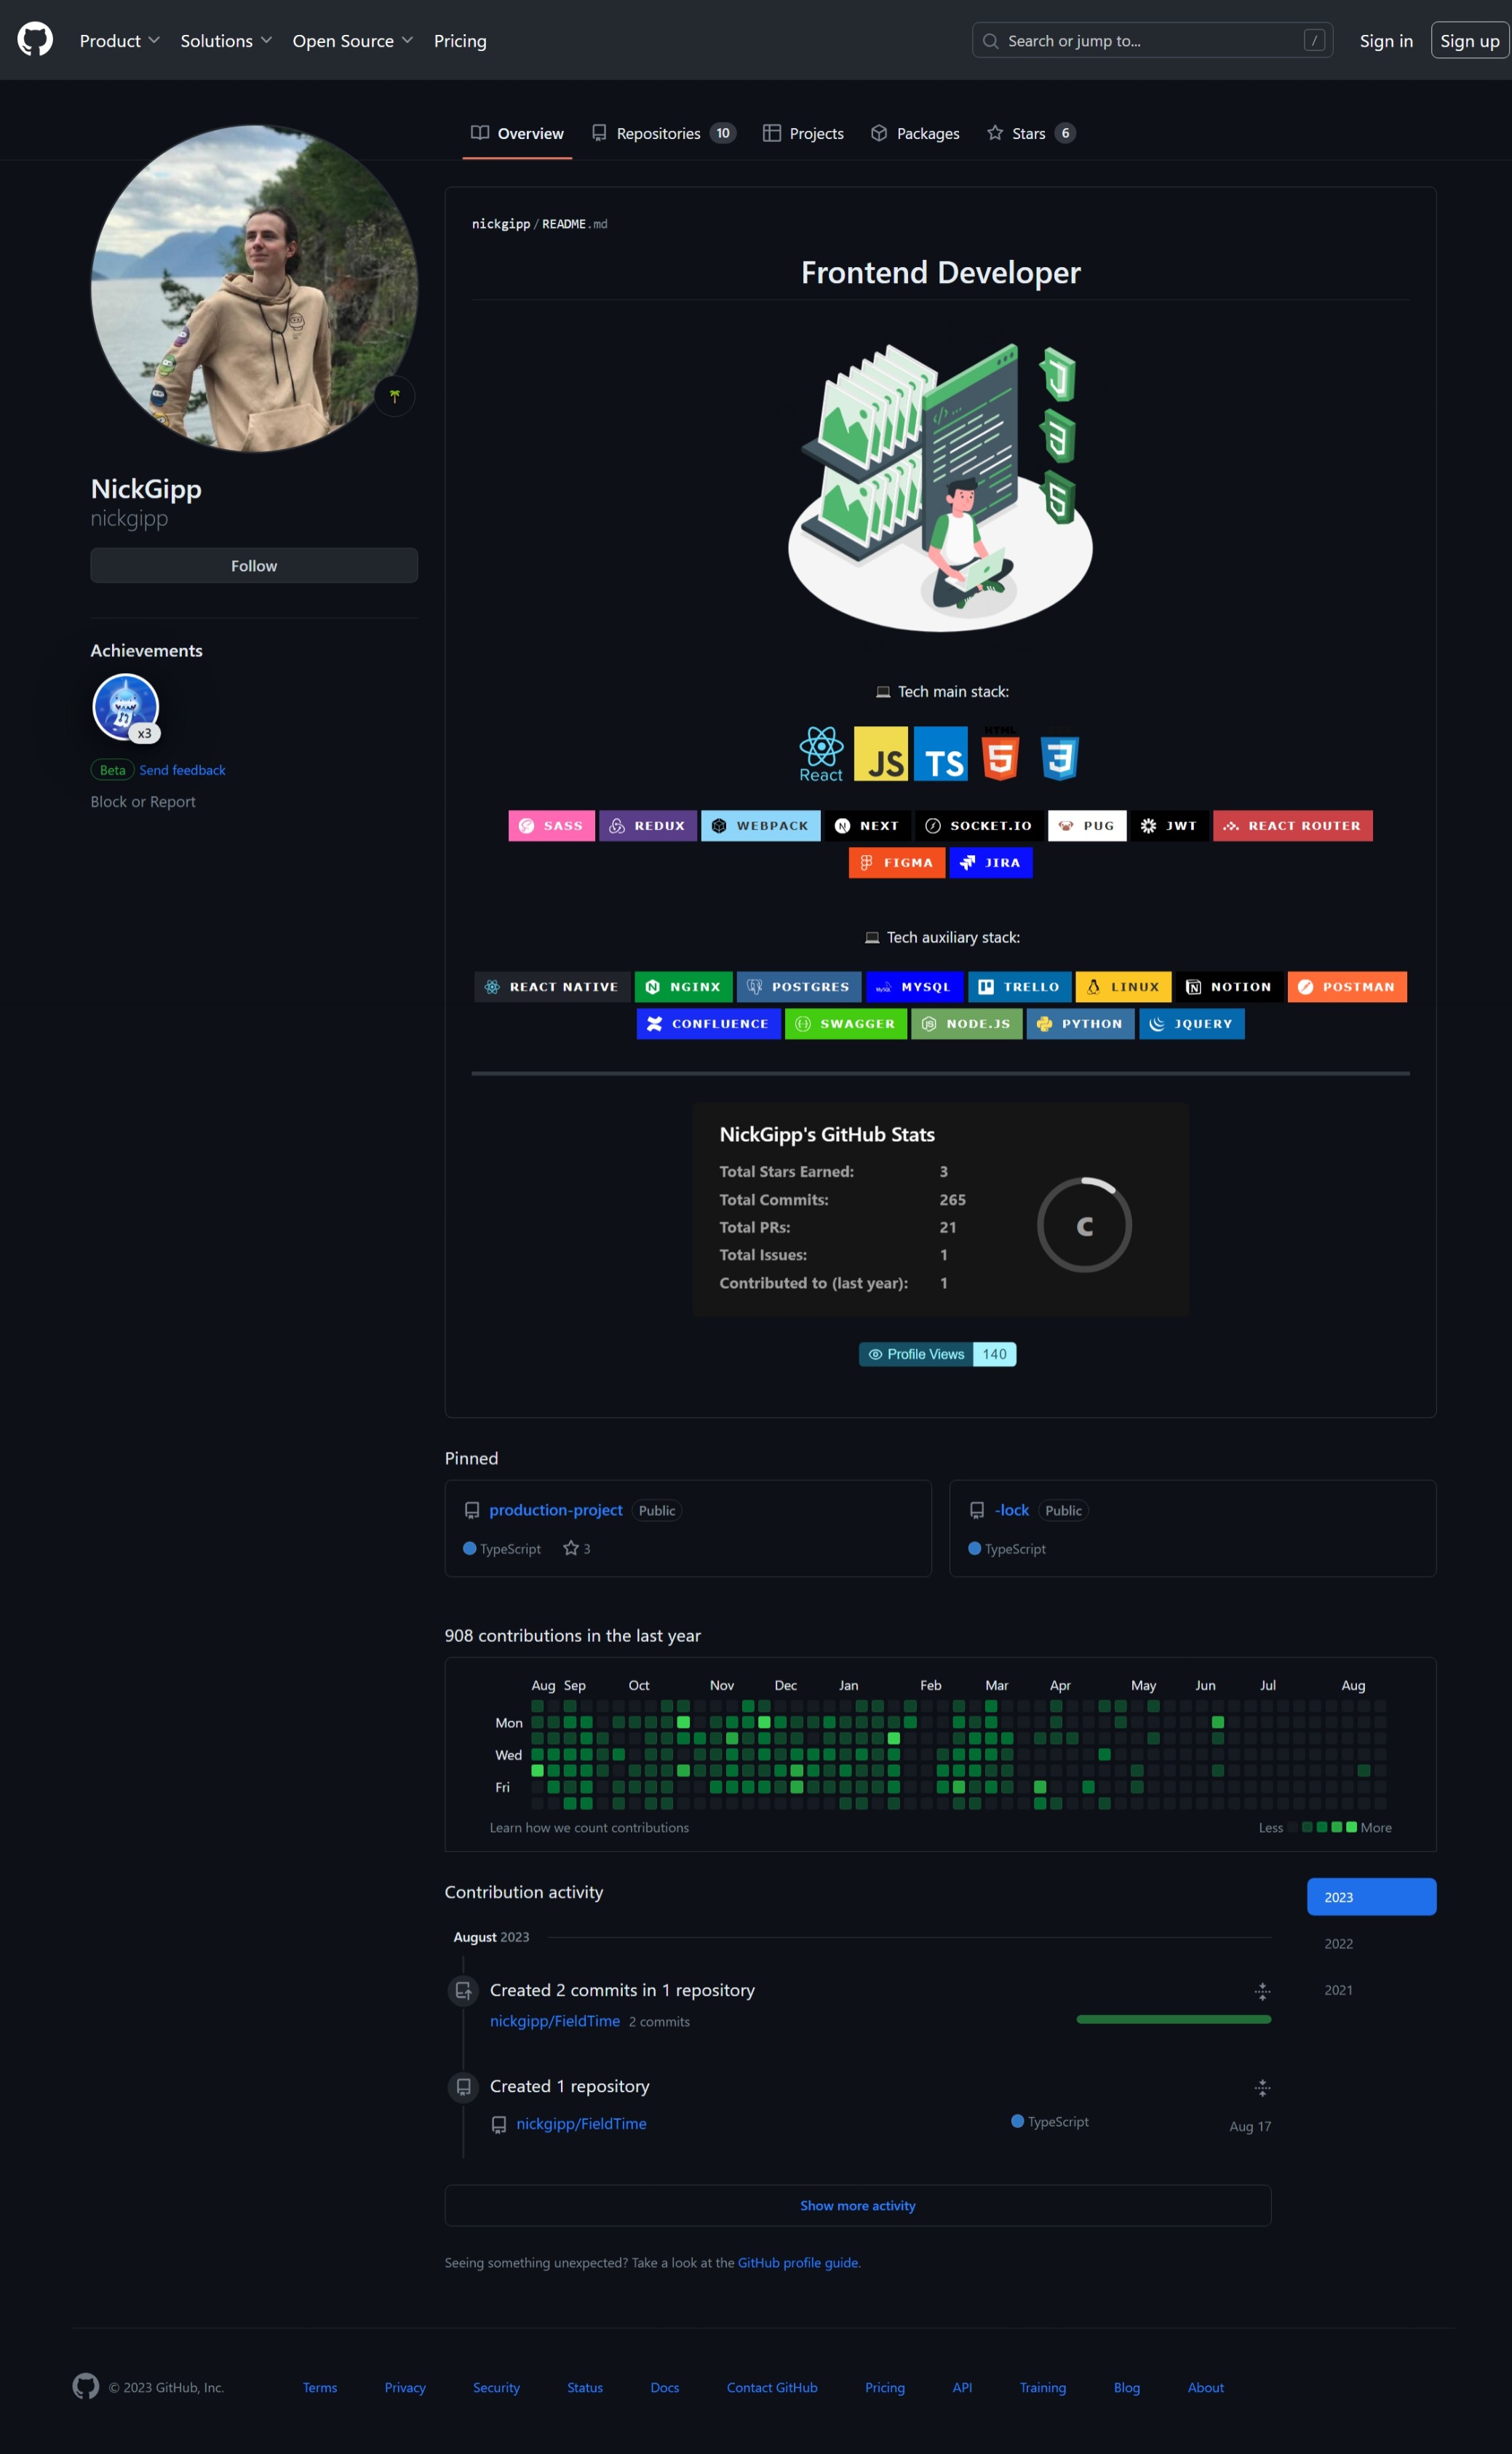 Product Solutions Open Source Pricing Search or jump to... / Sign in Sign up
Overview Repositories 10 Projects Packages Stars 6
nickgipp / README.md
Frontend Developer
NickGipp
nickgipp
Follow
Achievements
x3
Beta Send feedback
Block or Report
Tech main stack:
React JS TS HTML 5 3
SASS REDUX WEBPACK NEXT SOCKET.IO PUG JWT REACT ROUTER
FIGMA JIRA
Tech auxiliary stack:
REACT NATIVE NGINX POSTGRES MYSQL TRELLO LINUX NOTION POSTMAN
CONFLUENCE SWAGGER NODE.JS PYTHON JQUERY
NickGipp's GitHub Stats
Total Stars Earned: 3
Total Commits: 265
Total PRs: 21
Total Issues: 1
Contributed to (last year): 1
C
Profile Views 140
Pinned
production-project Public
TypeScript 3
-lock Public
TypeScript
908 contributions in the last year
Aug Sep Oct Nov Dec Jan Feb Mar Apr May Jun Jul Aug
Mon
Wed
Fri
Learn how we count contributions Less More
Contribution activity
2023
2022
2021
August 2023
Created 2 commits in 1 repository
nickgipp/FieldTime 2 commits
Created 1 repository
nickgipp/FieldTime TypeScript Aug 17
Show more activity
Seeing something unexpected? Take a look at the GitHub profile guide.
© 2023 GitHub, Inc. Terms Privacy Security Status Docs Contact GitHub Pricing API Training Blog About